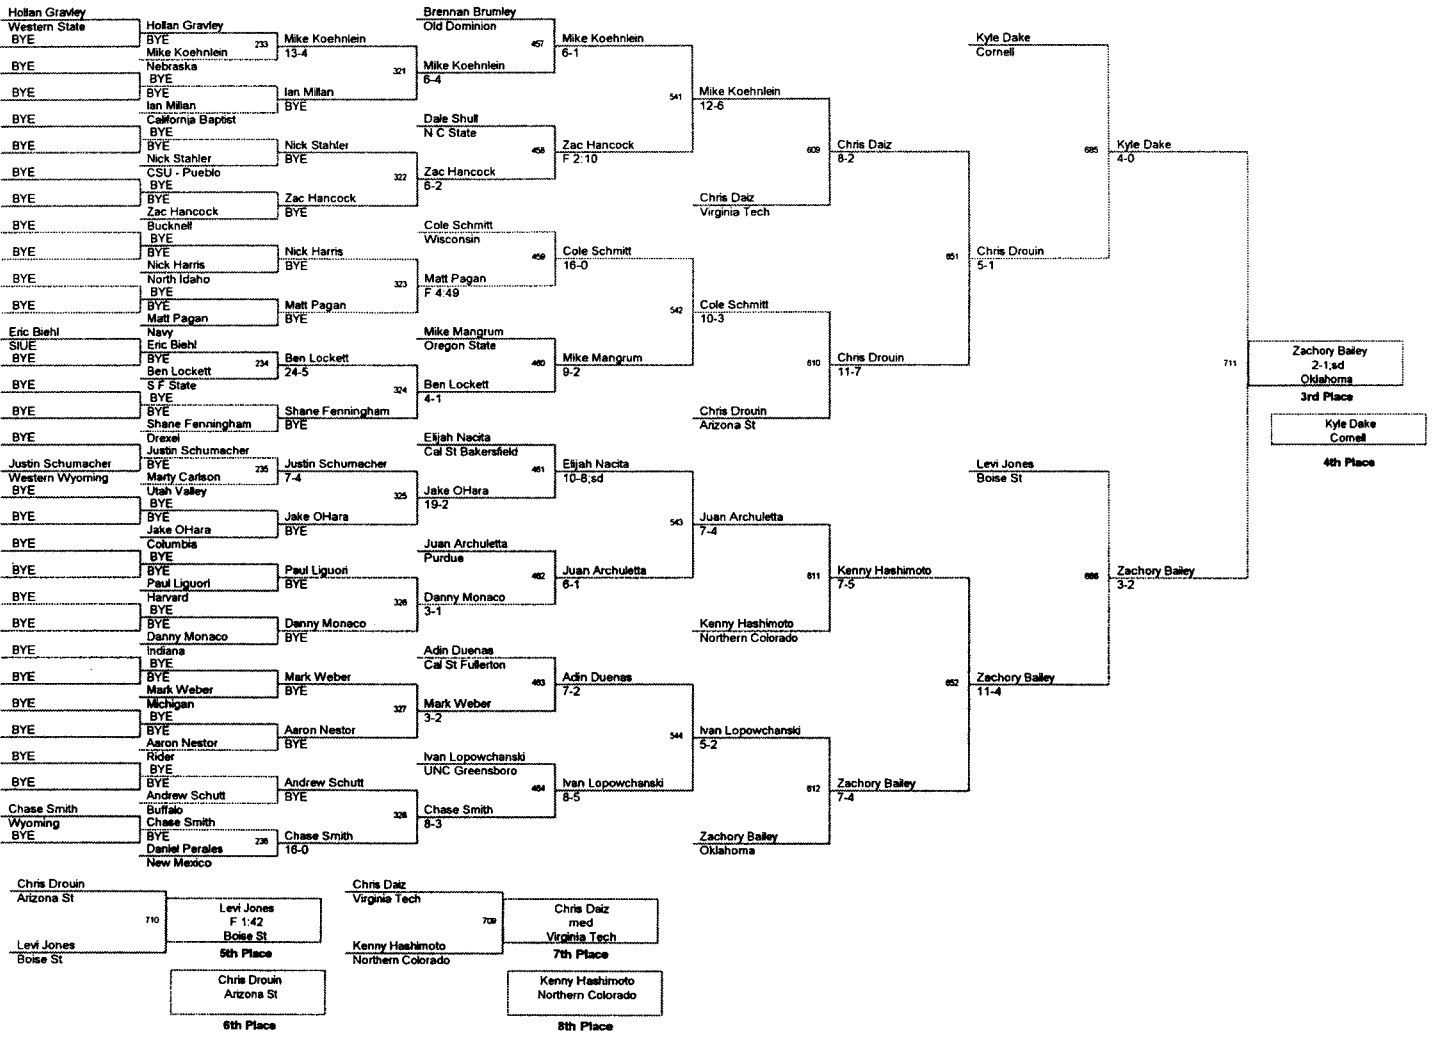 Hollan Gravley
Western State
BYE
BYE
BYE
BYE
BYE
BYE
BYE
BYE
BYE
BYE
BYE
Eric Biehl
SIUE
BYE
BYE
BYE
BYE
Justin Schumacher
Western Wyoming
BYE
BYE
BYE
BYE
BYE
BYE
BYE
BYE
BYE
BYE
BYE
BYE
Chase Smith
Wyoming
BYE
Hollan Gravley
BYE
233
Mike Koehnlein
Nebraska
BYE
BYE
Ian Millan
California Baptist
BYE
BYE
Nick Stahler
CSU - Pueblo
BYE
BYE
Zac Hancock
Bucknell
BYE
BYE
Nick Harris
North Idaho
BYE
BYE
Matt Pagan
Navy
Eric Biehl
BYE
234
Ben Lockett
S F State
BYE
BYE
Shane Fenningham
Drexel
Justin Schumacher
BYE
235
Marty Carlson
Utah Valley
BYE
BYE
Jake OHara
Columbia
BYE
BYE
Paul Liguori
Harvard
BYE
BYE
Danny Monaco
Indiana
BYE
BYE
Mark Weber
Michigan
BYE
BYE
Aaron Nestor
Rider
BYE
BYE
Andrew Schutt
Buffalo
Chase Smith
BYE
236
Daniel Perales
New Mexico
Mike Koehnlein
13-4
321
Ian Millan
BYE
Nick Stahler
BYE
322
Zac Hancock
BYE
Nick Harris
BYE
323
Matt Pagan
BYE
Ben Lockett
24-5
324
Shane Fenningham
BYE
Justin Schumacher
7-4
325
Jake OHara
BYE
Paul Liguori
BYE
326
Danny Monaco
BYE
Mark Weber
BYE
327
Aaron Nestor
BYE
Andrew Schutt
BYE
328
Chase Smith
16-0
Brennan Brumley
Old Dominion
457
Mike Koehnlein
6-4
Dale Shull
N C State
458
Zac Hancock
6-2
Cole Schmitt
Wisconsin
459
Matt Pagan
F 4:49
Mike Mangrum
Oregon State
460
Ben Lockett
4-1
Elijah Nacita
Cal St Bakersfield
461
Jake OHara
19-2
Juan Archuletta
Purdue
462
Danny Monaco
3-1
Adin Duenas
Cal St Fullerton
463
Mark Weber
3-2
Ivan Lopowchanski
UNC Greensboro
464
Chase Smith
8-3
Mike Koehnlein
6-1
541
Zac Hancock
F 2:10
Cole Schmitt
16-0
542
Mike Mangrum
9-2
Elijah Nacita
10-8;sd
543
Juan Archuletta
6-1
Adin Duenas
7-2
544
Ivan Lopowchanski
8-5
Mike Koehnlein
12-6
609
Chris Daiz
Virginia Tech
Cole Schmitt
10-3
610
Chris Drouin
Arizona St
Juan Archuletta
7-4
611
Kenny Hashimoto
Northern Colorado
Ivan Lopowchanski
5-2
612
Zachory Bailey
Oklahoma
Chris Daiz
8-2
651
Chris Drouin
11-7
Kenny Hashimoto
7-5
652
Zachory Bailey
7-4
Kyle Dake
Cornell
685
Chris Drouin
5-1
Levi Jones
Boise St
686
Zachory Bailey
11-4
Kyle Dake
4-0
711
Zachory Bailey
3-2
Zachory Bailey
2-1;sd
Oklahoma
3rd Place
Kyle Dake
Cornell
4th Place
Chris Drouin
Arizona St
710
Levi Jones
Boise St
Levi Jones
F 1:42
Boise St
5th Place
Chris Drouin
Arizona St
6th Place
Chris Daiz
Virginia Tech
709
Kenny Hashimoto
Northern Colorado
Chris Daiz
med
Virginia Tech
7th Place
Kenny Hashimoto
Northern Colorado
8th Place